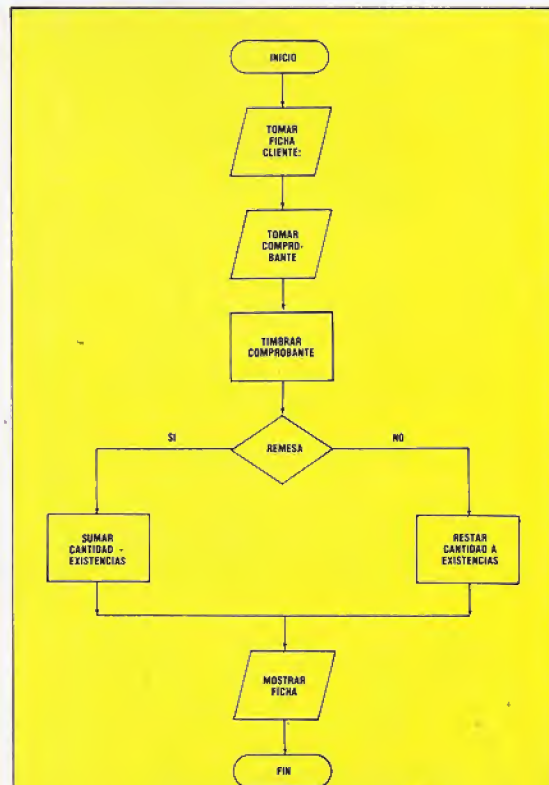 INICIO
TOMAR
FICHA
CLIENTE:
TOMAR
COMPRO-
BANTE
TIMBRAR
COMPROBANTE
SI
REMESA
NO
SUMAR
CANTIDAD -
EXISTENCIAS
RESTAR
CANTIDAD A
EXISTENCIAS
MOSTRAR
FICHA
FIN